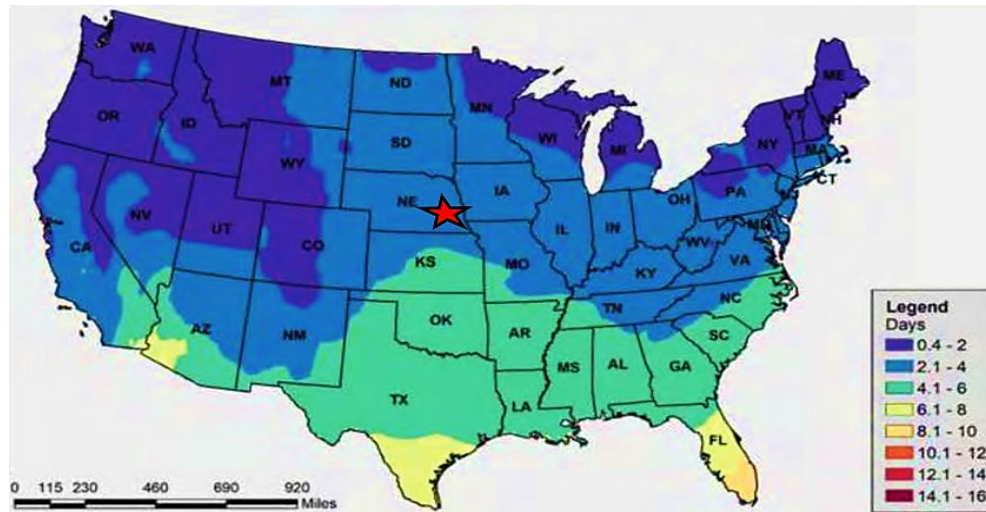 WA
MT
ND
MN
ME
OR
ID
WY
SD
WI
MI
NY
VT
NH
MA
CT
NV
UT
CO
NE
IA
IL
IN
OH
PA
NJ
MD
CA
KS
MO
KY
WV
VA
AZ
NM
OK
AR
TN
NC
SC
TX
LA
MS
AL
GA
FL
Legend
Days
0.4 - 2
2.1 - 4
4.1 - 6
6.1 - 8
8.1 - 10
10.1 - 12
12.1 - 14
14.1 - 16
0 115 230 460 690 920
Miles